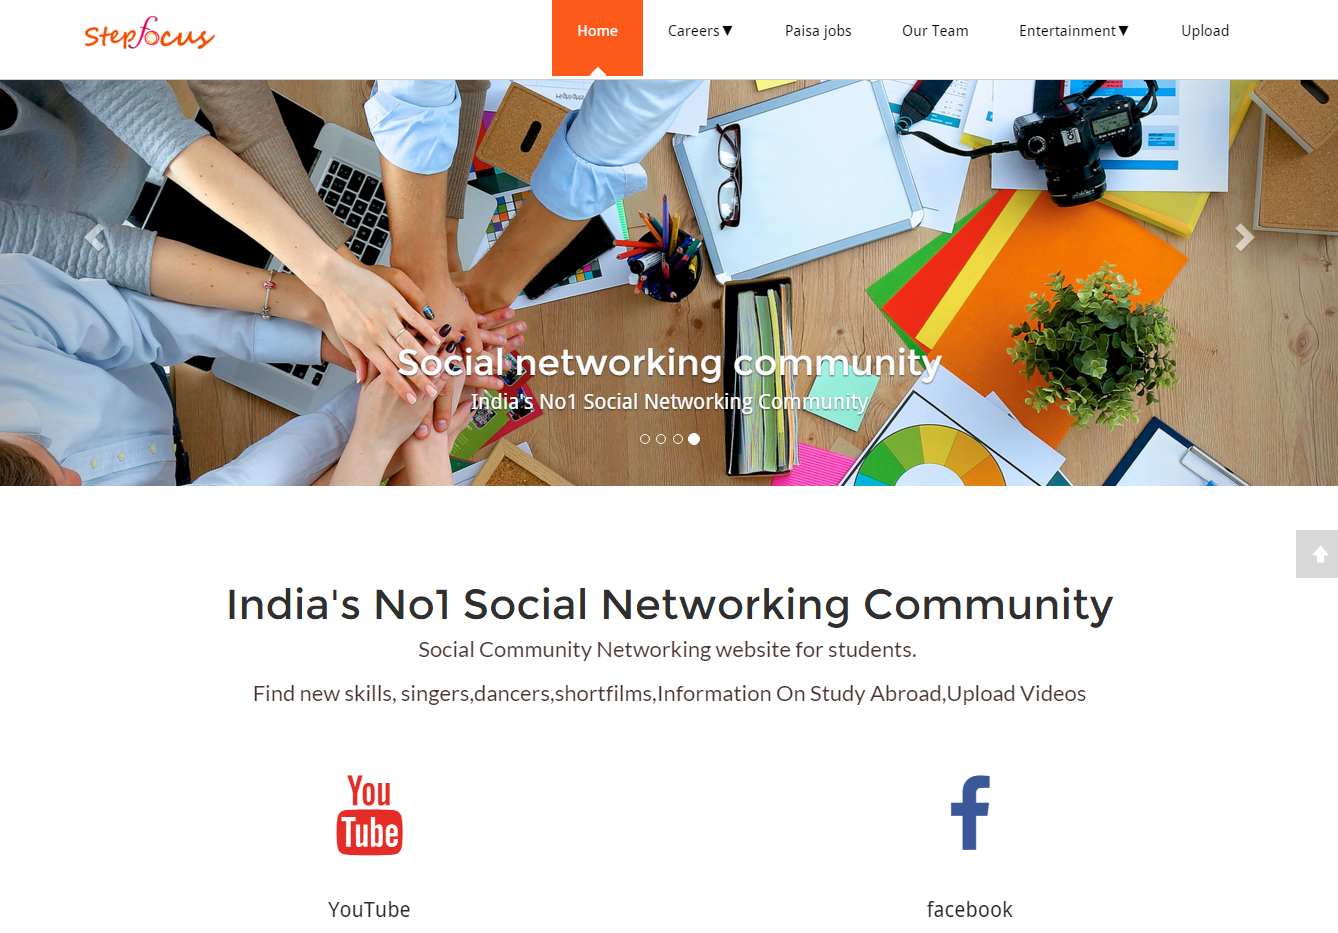 Stepfocus
Home
Careers▼
Paisa jobs
Our Team
Entertainment▼
Upload
Social networking community
India's No1 Social Networking Community
India's No1 Social Networking Community
Social Community Networking website for students.
Find new skills, singers,dancers,shortfilms,Information On Study Abroad,Upload Videos
You
Tube
YouTube
facebook